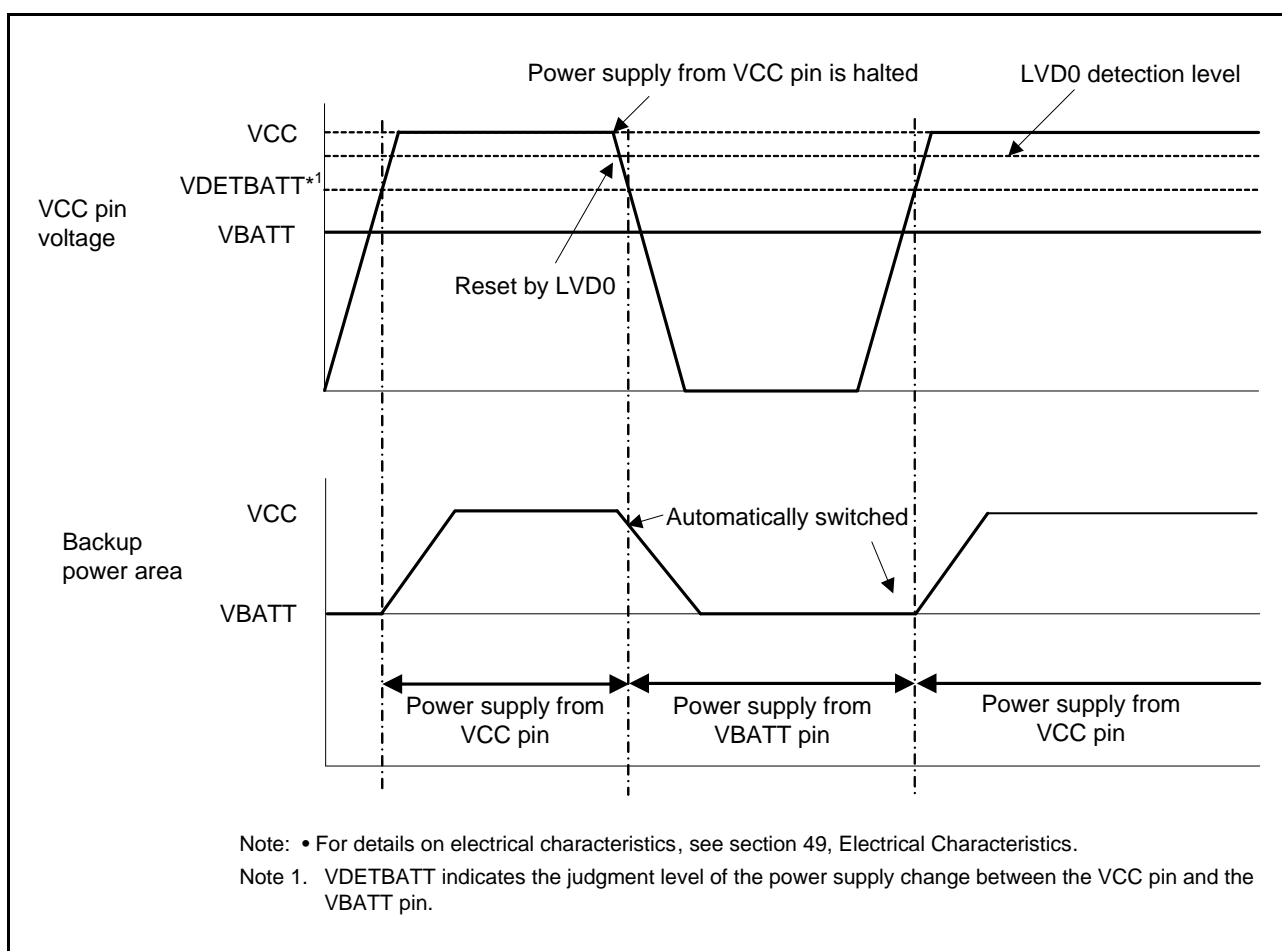 Power supply from VCC pin is halted
LVD0 detection level
VCC
VDETBATT*1
VCC pin
voltage
VBATT
Reset by LVD0
VCC
Automatically switched
Backup
power area
VBATT
Power supply from
VCC pin
Power supply from
VBATT pin
Power supply from
VCC pin
Note: • For details on electrical characteristics, see section 49, Electrical Characteristics.
Note 1. VDETBATT indicates the judgment level of the power supply change between the VCC pin and the
VBATT pin.